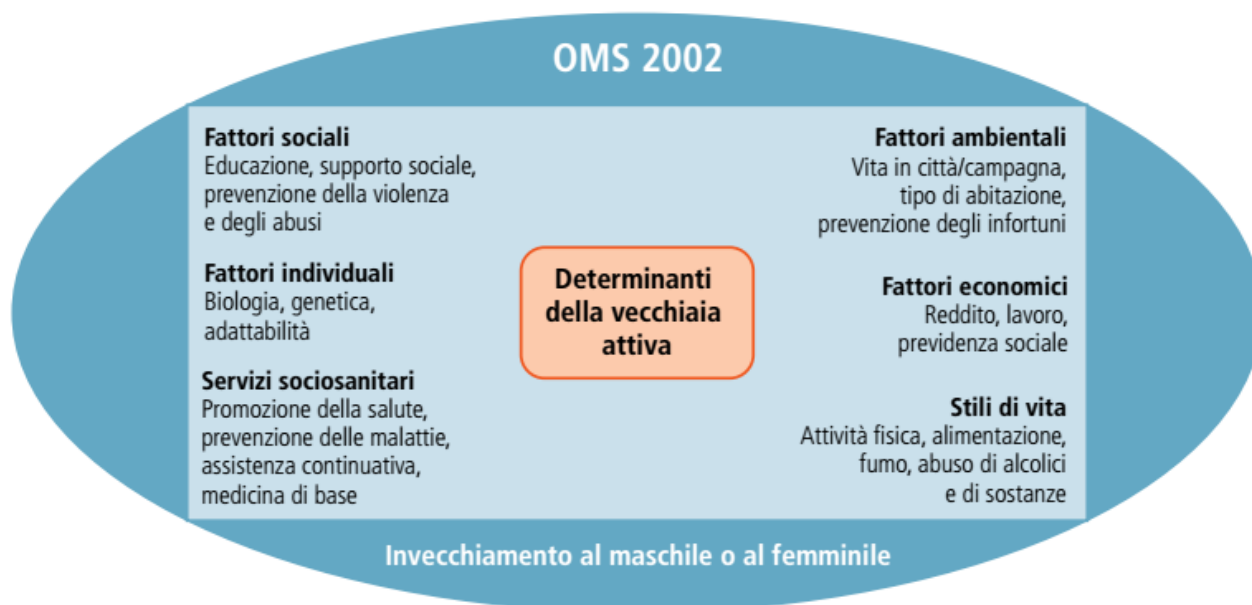 OMS 2002
Fattori sociali
Educazione, supporto sociale,
prevenzione della violenza
e degli abusi
Fattori individuali
Biologia, genetica,
adattabilità
Servizi sociosanitari
Promozione della salute,
prevenzione delle malattie,
assistenza continuativa,
medicina di base
Determinanti
della vecchiaia
attiva
Fattori ambientali
Vita in città/campagna,
tipo di abitazione,
prevenzione degli infortuni
Fattori economici
Reddito, lavoro,
previdenza sociale
Stili di vita
Attività fisica, alimentazione,
fumo, abuso di alcolici
e di sostanze
Invecchiamento al maschile o al femminile